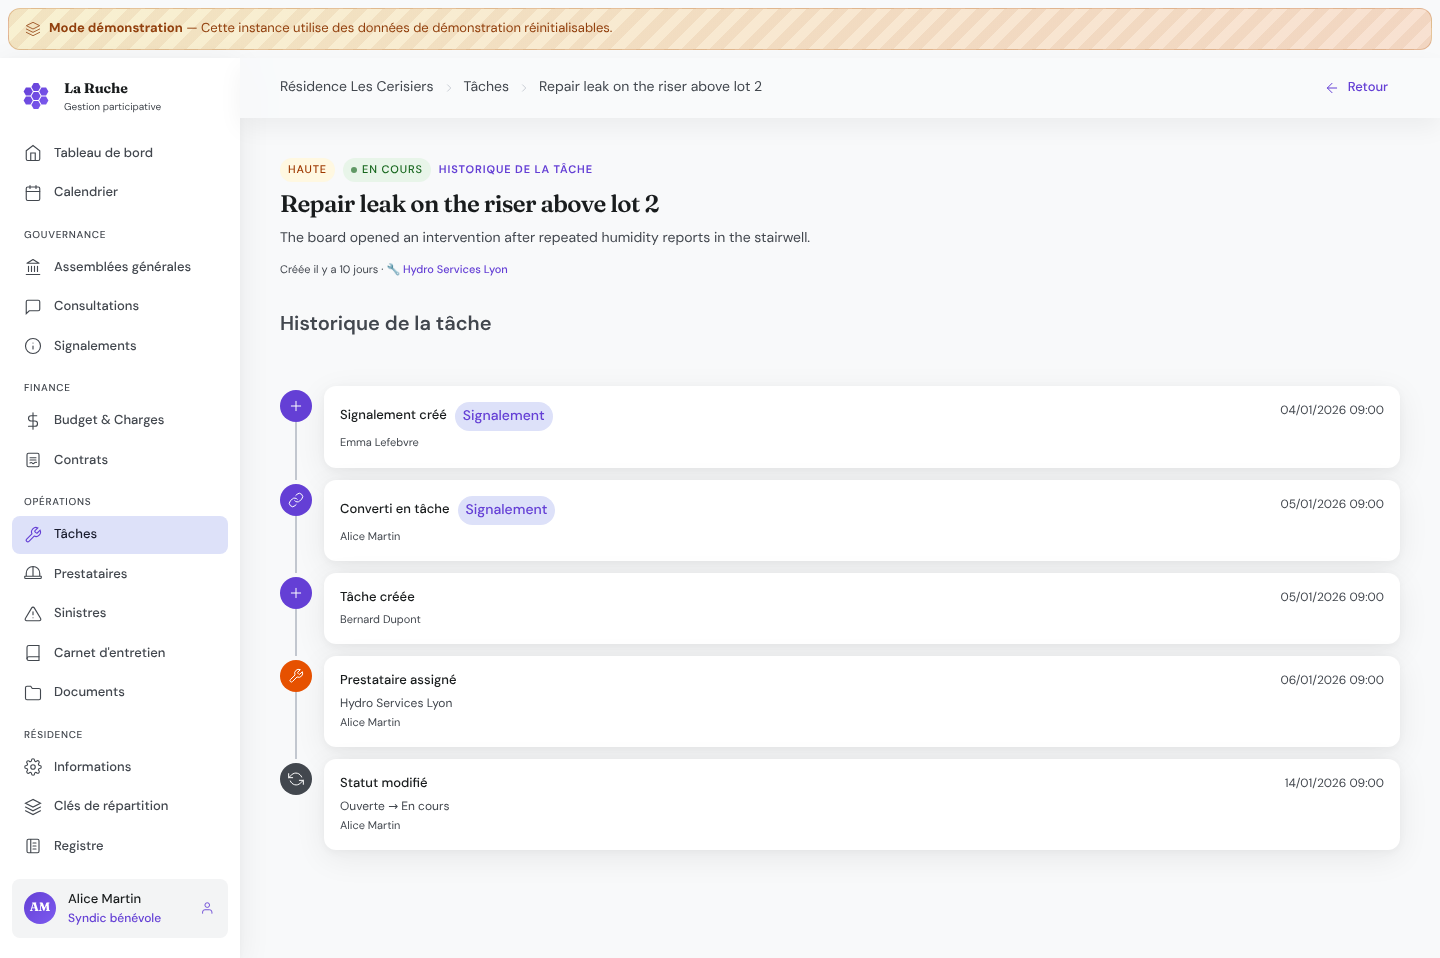 Mode démonstration — Cette instance utilise des données de démonstration réinitialisables.
La Ruche
Gestion participative
Tableau de bord
Calendrier
GOUVERNANCE
Assemblées générales
Consultations
Signalements
FINANCE
Budget & Charges
Contrats
OPÉRATIONS
Tâches
Prestataires
Sinistres
Carnet d'entretien
Documents
RÉSIDENCE
Informations
Clés de répartition
Registre
AM
Alice Martin
Syndic bénévole
Résidence Les Cerisiers > Tâches > Repair leak on the riser above lot 2
← Retour
HAUTE EN COURS HISTORIQUE DE LA TÂCHE
Repair leak on the riser above lot 2
The board opened an intervention after repeated humidity reports in the stairwell.
Créée il y a 10 jours · 🔧 Hydro Services Lyon
Historique de la tâche
Signalement créé Signalement 04/01/2026 09:00
Emma Lefebvre
Converti en tâche Signalement 05/01/2026 09:00
Alice Martin
Tâche créée 05/01/2026 09:00
Bernard Dupont
Prestataire assigné 06/01/2026 09:00
Hydro Services Lyon
Alice Martin
Statut modifié 14/01/2026 09:00
Ouverte → En cours
Alice Martin